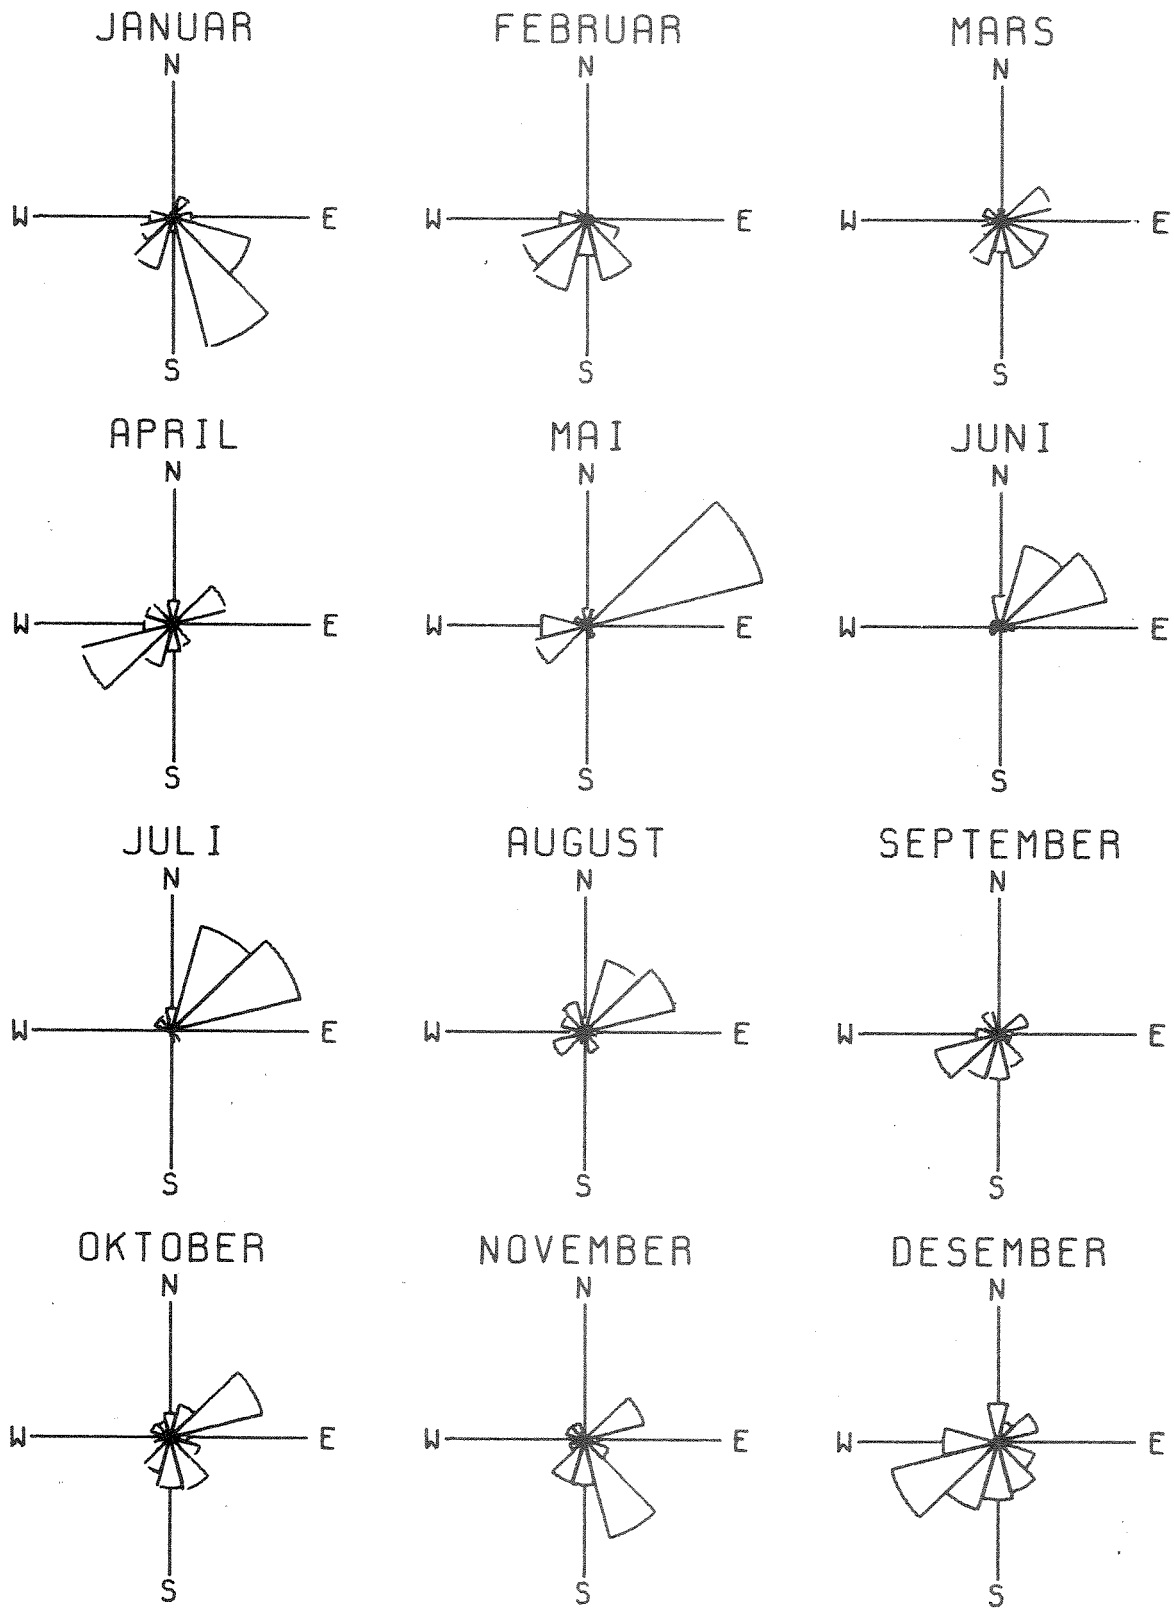 JANUAR FEBRUAR MARS
N N N
W E W E W E
S S S
APRIL MAI JUNI
N N N
W E W E W E
S S S
JULI AUGUST SEPTEMBER
N N N
W E W E W E
S S S
OKTOBER NOVEMBER DESEMBER
N N N
W E W E W E
S S S